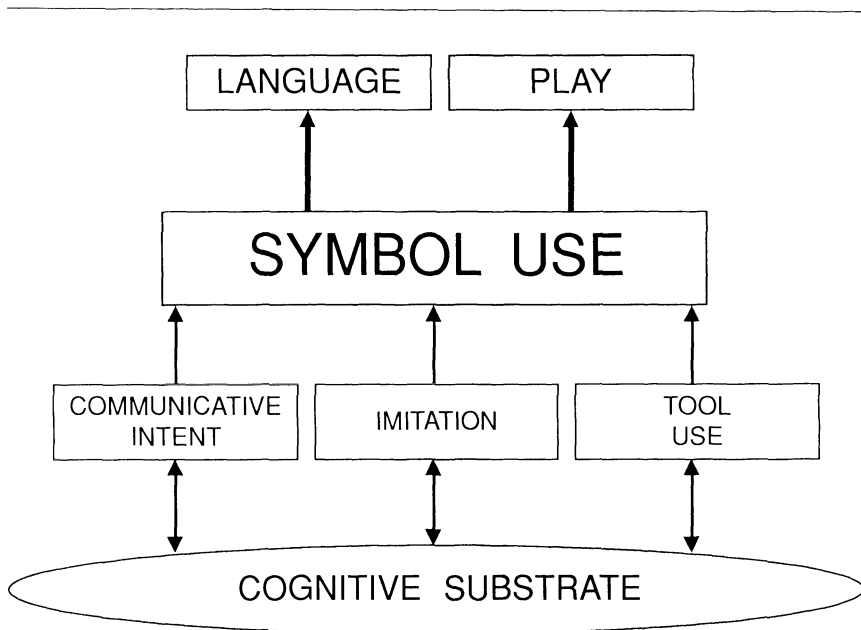 LANGUAGE
PLAY
SYMBOL USE
COMMUNICATIVE
INTENT
IMITATION
TOOL
USE
COGNITIVE SUBSTRATE